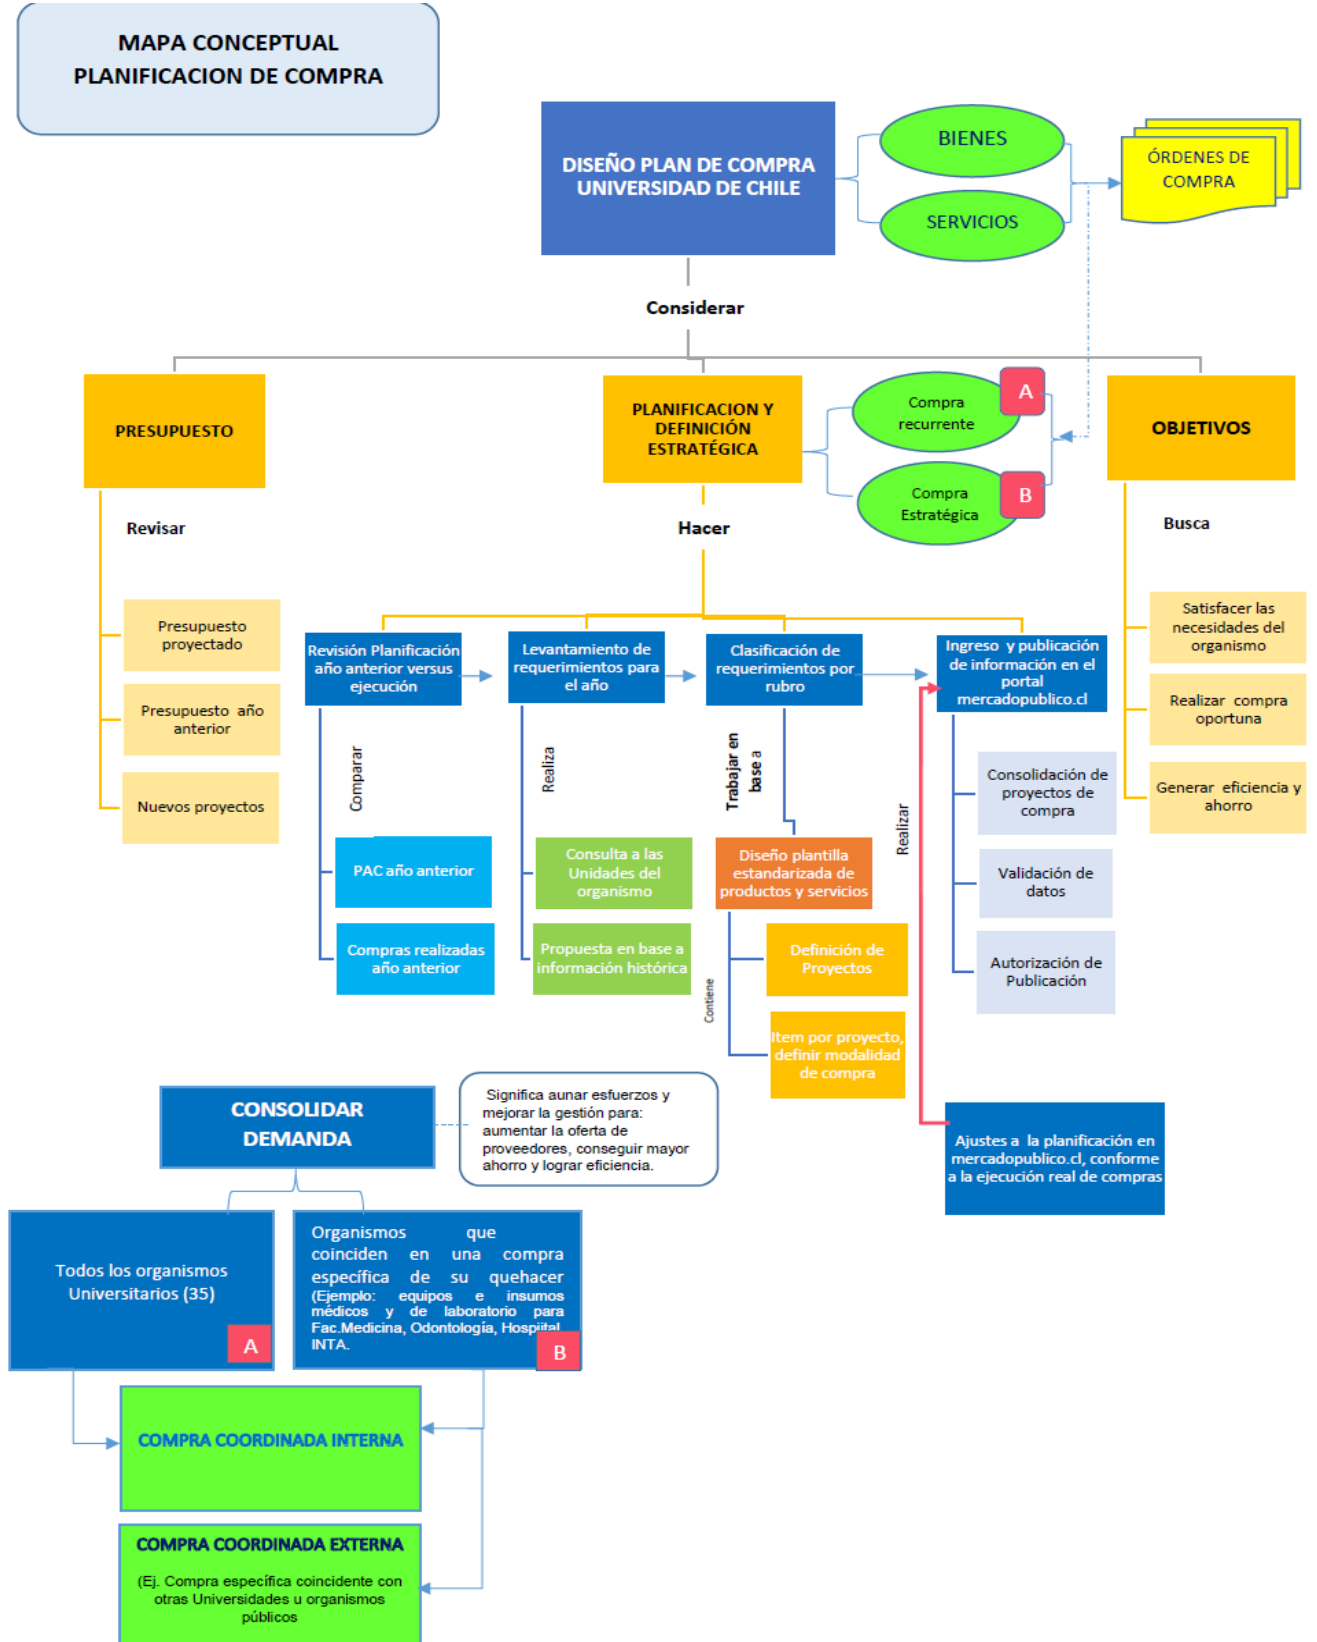 MAPA CONCEPTUAL
PLANIFICACION DE COMPRA
DISEÑO PLAN DE COMPRA
UNIVERSIDAD DE CHILE
BIENES
SERVICIOS
ÓRDENES DE
COMPRA
Considerar
PRESUPUESTO
PLANIFICACION Y
DEFINICIÓN
ESTRATÉGICA
Compra
recurrente
A
Compra
Estratégica
B
OBJETIVOS
Revisar
Hacer
Busca
Presupuesto
proyectado
Presupuesto año
anterior
Nuevos proyectos
Revisión Planificación
año anterior versus
ejecución
Levantamiento de
requerimientos para
el año
Clasificación de
requerimientos por
rubro
Ingreso y publicación
de información en el
portal
mercadopublico.cl
Satisfacer las
necesidades del
organismo
Realizar compra
oportuna
Generar eficiencia y
ahorro
Comparar
Realiza
Trabajar en
base a
Realizar
PAC año anterior
Compras realizadas
año anterior
Consulta a las
Unidades del
organismo
Propuesta en base a
información histórica
Diseño plantilla
estandarizada de
productos y servicios
Contiene
Definición de
Proyectos
Item por proyecto,
definir modalidad
de compra
Consolidación de
proyectos de
compra
Validación de
datos
Autorización de
Publicación
Ajustes a la planificación en
mercadopublico.cl, conforme
a la ejecución real de compras
CONSOLIDAR
DEMANDA
Significa aunar esfuerzos y
mejorar la gestión para:
aumentar la oferta de
proveedores, conseguir mayor
ahorro y lograr eficiencia.
Todos los organismos
Universitarios (35)
A
Organismos que
coinciden en una compra
específica de su quehacer
(Ejemplo: equipos e insumos
médicos y de laboratorio para
Fac.Medicina, Odontología, Hospiital,
INTA.
B
COMPRA COORDINADA INTERNA
COMPRA COORDINADA EXTERNA
(Ej. Compra específica coincidente con
otras Universidades u organismos
públicos